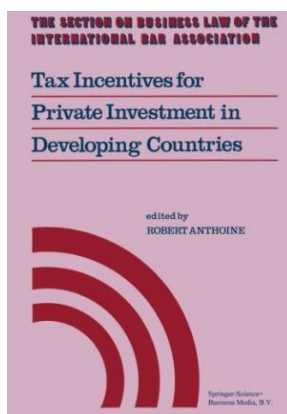 THE SECTION ON BUSINESS LAW OF THE
INTERNATIONAL BAR ASSOCIATION
Tax Incentives for
Private Investment in
Developing Countries
edited by
ROBERT ANTHOINE
Springer-Science+
Business Media, B.V.